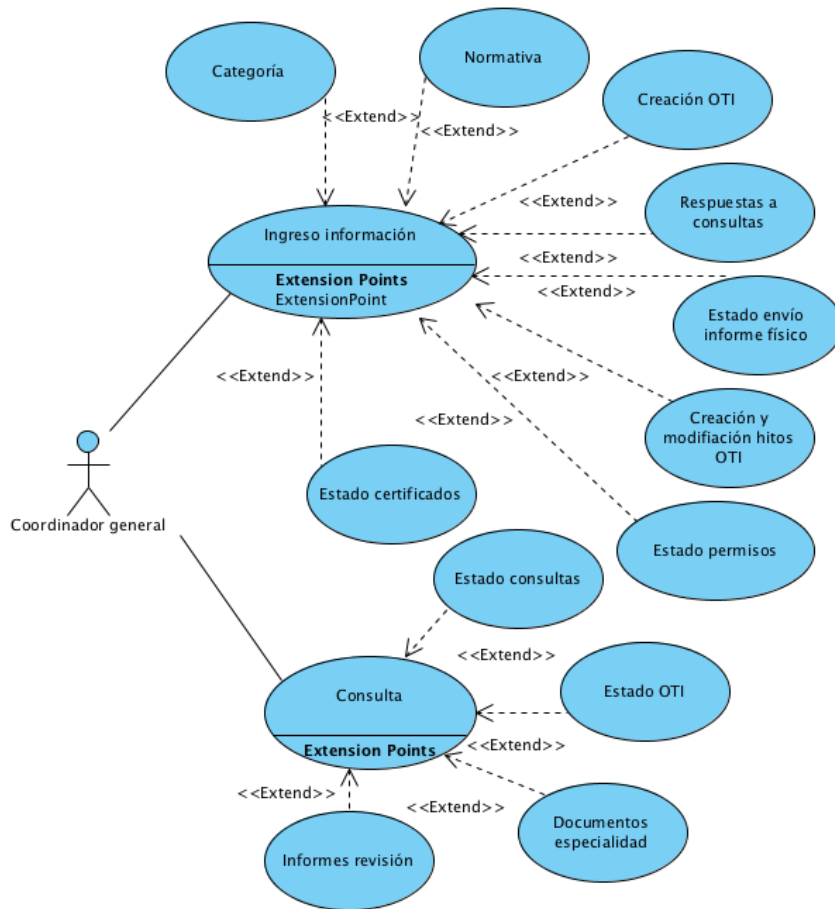 Categoría
Normativa
Creación OTI
<<Extend>>
<<Extend>>
Respuestas a
consultas
<<Extend>>
Ingreso información
<<Extend>>
Extension Points
ExtensionPoint
<<Extend>>
Estado envío
informe físico
<<Extend>>
<<Extend>>
<<Extend>>
Creación y
modifiación hitos
OTI
Estado certificados
Coordinador general
Estado permisos
Estado consultas
<<Extend>>
Consulta
Estado OTI
Extension Points
<<Extend>>
<<Extend>>
<<Extend>>
Documentos
especialidad
Informes revisión